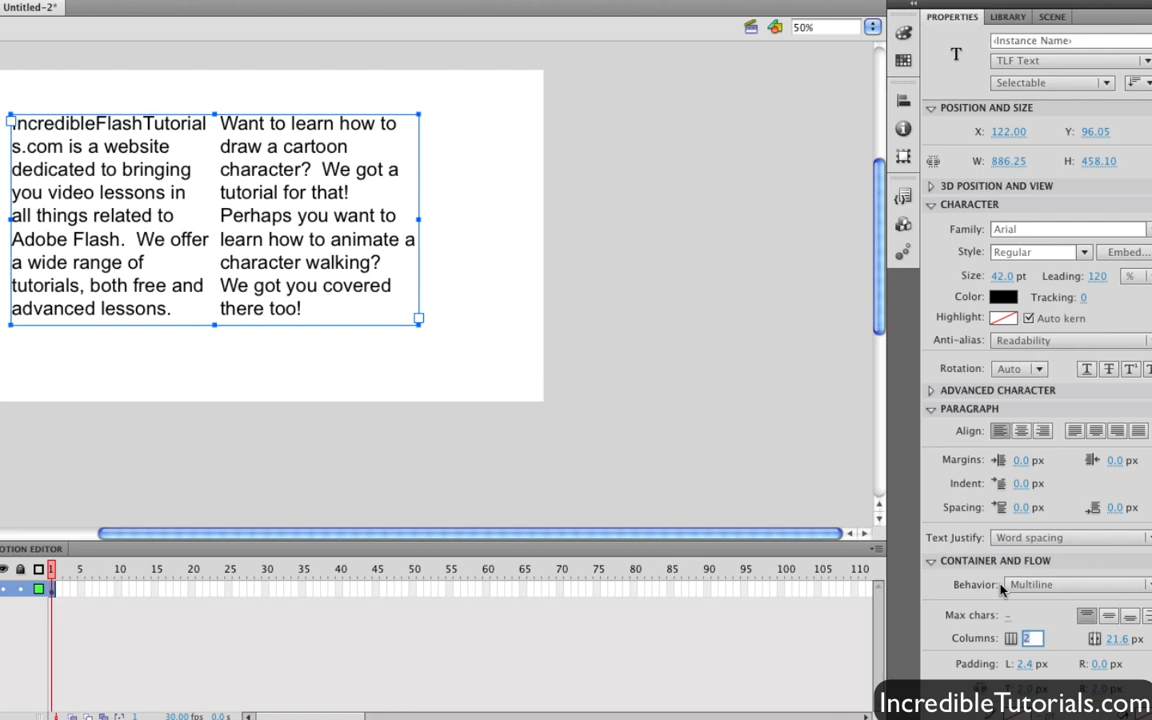 Untitled-2*
50%
IncredibleFlashTutorial
s.com is a website
dedicated to bringing
you video lessons in
all things related to
Adobe Flash.  We offer
a wide range of
tutorials, both free and
advanced lessons.
Want to learn how to
draw a cartoon
character?  We got a
tutorial for that!
Perhaps you want to
learn how to animate a
character walking?
We got you covered
there too!
PROPERTIES LIBRARY SCENE
T
‹Instance Name›
TLF Text
Selectable
POSITION AND SIZE
X: 122.00 Y: 96.05
W: 886.25 H: 458.10
3D POSITION AND VIEW
CHARACTER
Family: Arial
Style: Regular Embed...
Size: 42.0 pt Leading: 120 %
Color: Tracking: 0
Highlight: Auto kern
Anti-alias: Readability
Rotation: Auto T T T¹
ADVANCED CHARACTER
PARAGRAPH
Align:
Margins: 0.0 px 0.0 px
Indent: 0.0 px
Spacing: 0.0 px 0.0 px
Text Justify: Word spacing
CONTAINER AND FLOW
Behavior: Multiline
Max chars: –
Columns: 2 21.6 px
Padding: L: 2.4 px R: 0.0 px
OTION EDITOR
1 5 10 15 20 25 30 35 40 45 50 55 60 65 70 75 80 85 90 95 100 105 110
1 30.00 fps 0.0 s
IncredibleTutorials.com